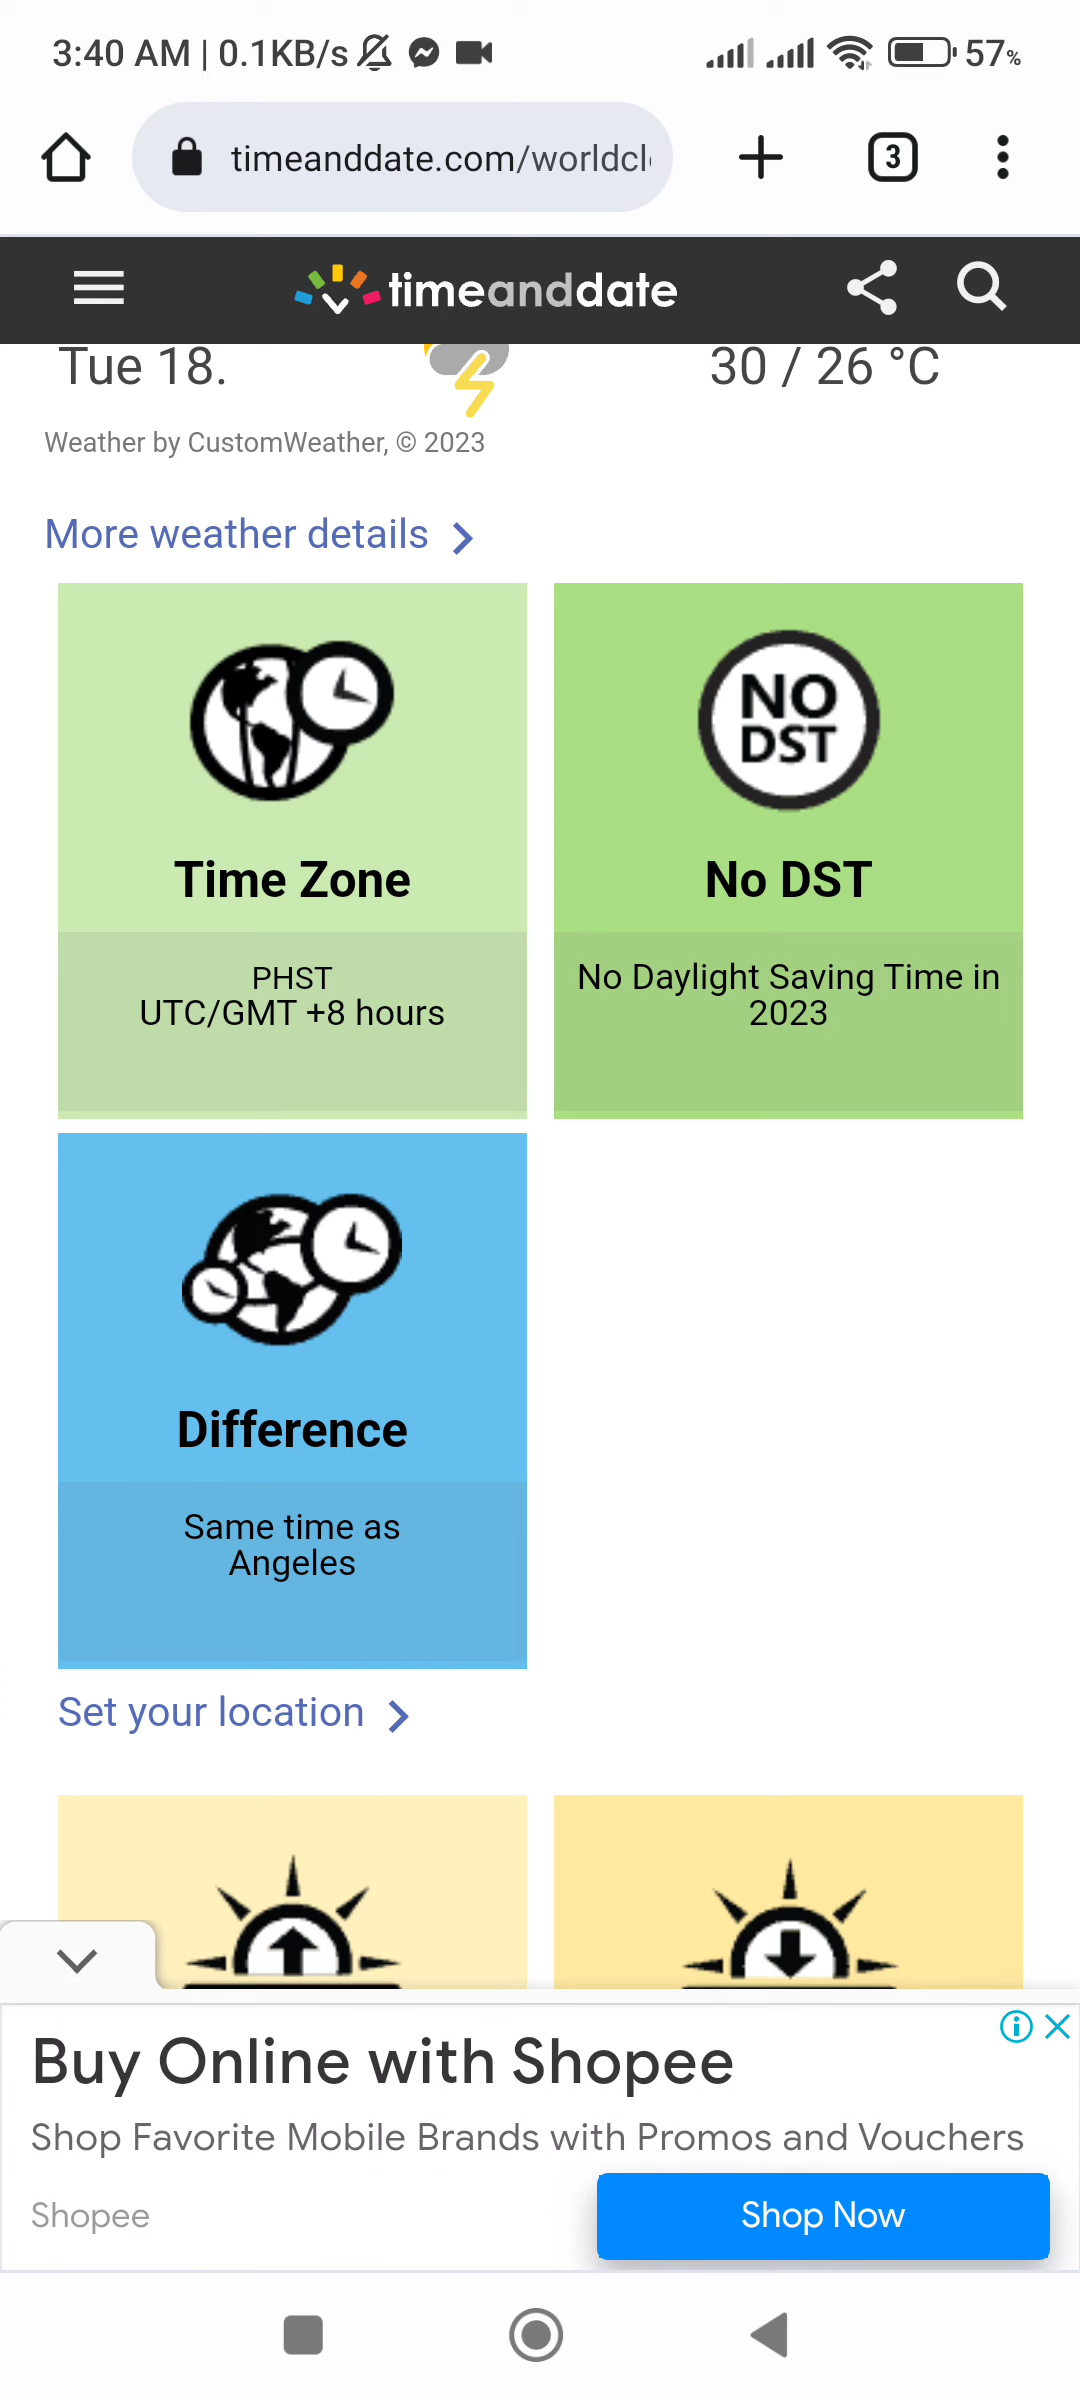 3:40 AM | 0.1KB/s 57%
timeanddate.com/worldcl
3
timeanddate
Tue 18. 30 / 26 °C
Weather by CustomWeather, © 2023
More weather details
NO
DST
Time Zone
No DST
PHST
UTC/GMT +8 hours
No Daylight Saving Time in
2023
Difference
Same time as
Angeles
Set your location
Buy Online with Shopee
Shop Favorite Mobile Brands with Promos and Vouchers
Shopee
Shop Now